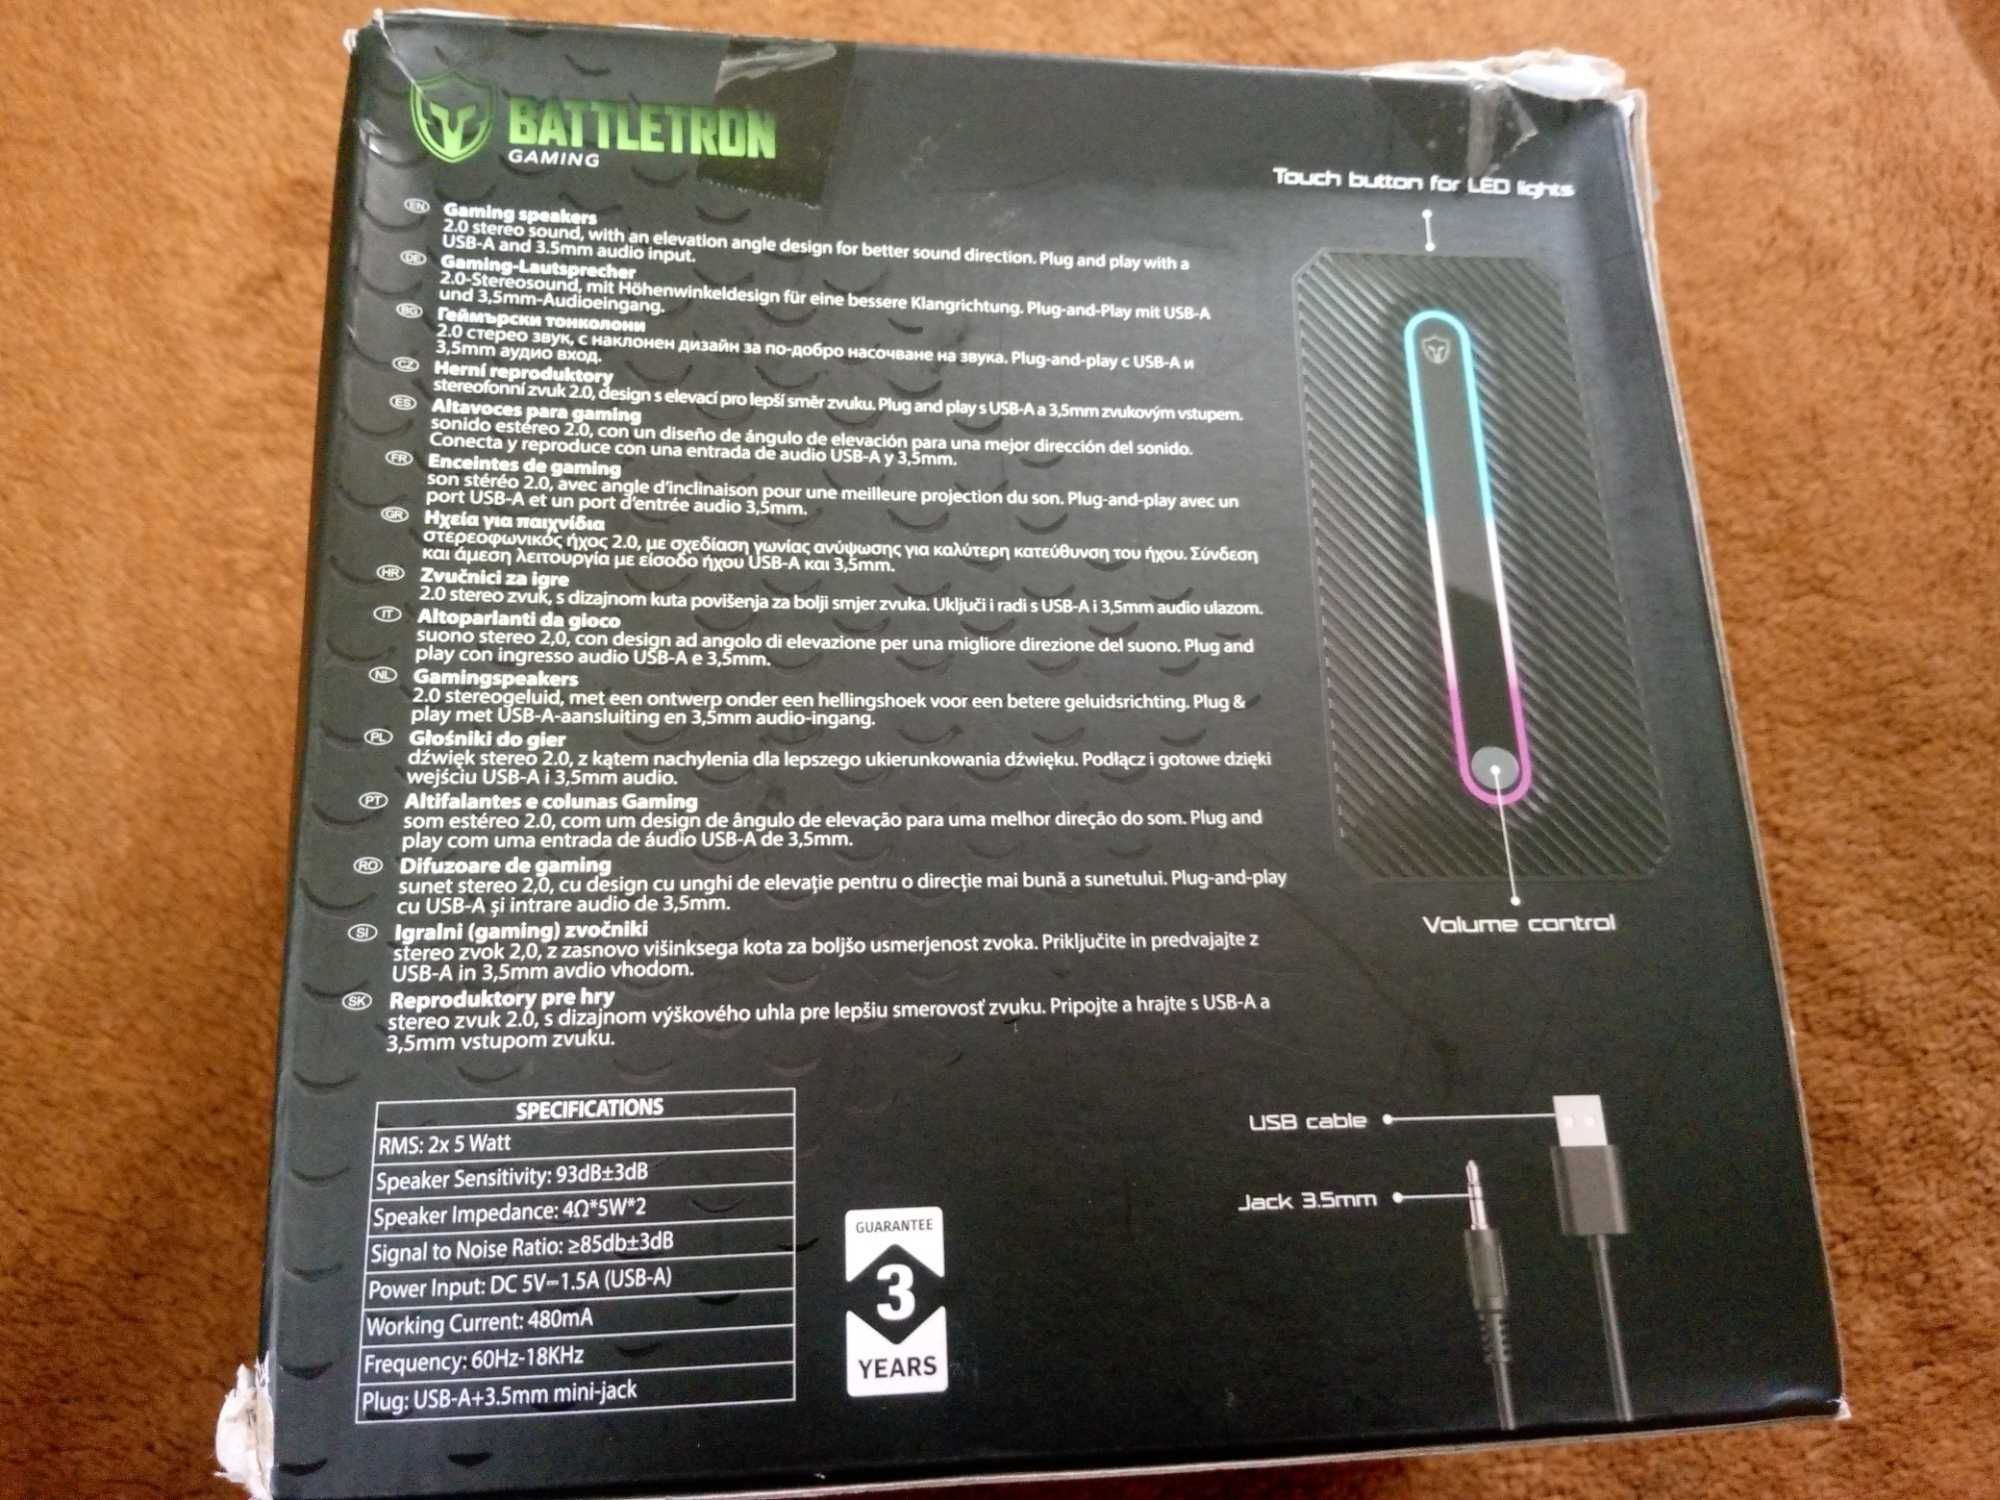 BATTLETRON
GAMING
Touch button for LED lights
EN Gaming speakers
2.0 stereo sound, with an elevation angle design for better sound direction. Plug and play with a
USB-A and 3.5mm audio input.
DE Gaming-Lautsprecher
2.0-Stereosound, mit Höhenwinkeldesign für eine bessere Klangrichtung. Plug-and-Play mit USB-A
und 3,5mm-Audioeingang.
BG Геймърски тонколони
2.0 стерео звук, с наклонен дизайн за по-добро насочване на звука. Plug-and-play с USB-A и
3,5mm аудио вход.
CZ Herní reproduktory
stereofonní zvuk 2.0, design s elevací pro lepší směr zvuku. Plug and play s USB-A a 3,5mm zvukovým vstupem.
ES Altavoces para gaming
sonido estéreo 2.0, con un diseño de ángulo de elevación para una mejor dirección del sonido.
Conecta y reproduce con una entrada de audio USB-A y 3,5mm.
FR Enceintes de gaming
son stéréo 2.0, avec angle d'inclinaison pour une meilleure projection du son. Plug-and-play avec un
port USB-A et un port d'entrée audio 3,5mm.
GR Ηχεία για παιχνίδια
στερεοφωνικός ήχος 2.0, με σχεδίαση γωνίας ανύψωσης για καλύτερη κατεύθυνση του ήχου. Σύνδεση
και άμεση λειτουργία με είσοδο ήχου USB-A και 3,5mm.
HR Zvučnici za igre
2.0 stereo zvuk, s dizajnom kuta povišenja za bolji smjer zvuka. Uključi i radi s USB-A i 3,5mm audio ulazom.
IT Altoparlanti da gioco
suono stereo 2,0, con design ad angolo di elevazione per una migliore direzione del suono. Plug and
play con ingresso audio USB-A e 3,5mm.
NL Gamingspeakers
2.0 stereogeluid, met een ontwerp onder een hellingshoek voor een betere geluidsrichting. Plug &
play met USB-A-aansluiting en 3,5mm audio-ingang.
PL Głośniki do gier
dźwięk stereo 2.0, z kątem nachylenia dla lepszego ukierunkowania dźwięku. Podłącz i gotowe dzięki
wejściu USB-A i 3,5mm audio.
PT Altifalantes e colunas Gaming
som estéreo 2.0, com um design de ângulo de elevação para uma melhor direção do som. Plug and
play com uma entrada de áudio USB-A de 3,5mm.
RO Difuzoare de gaming
sunet stereo 2,0, cu design cu unghi de elevație pentru o direcție mai bună a sunetului. Plug-and-play
cu USB-A și intrare audio de 3,5mm.
SI Igralni (gaming) zvočniki
stereo zvok 2,0, z zasnovo višinksega kota za boljšo usmerjenost zvoka. Priključite in predvajajte z
USB-A in 3,5mm avdio vhodom.
SK Reproduktory pre hry
stereo zvuk 2.0, s dizajnom výškového uhla pre lepšiu smerovosť zvuku. Pripojte a hrajte s USB-A a
3,5mm vstupom zvuku.
Volume control
SPECIFICATIONS
RMS: 2x 5 Watt
Speaker Sensitivity: 93dB±3dB
Speaker Impedance: 4Ω*5W*2
Signal to Noise Ratio: ≥85db±3dB
Power Input: DC 5V⎓1.5A (USB-A)
Working Current: 480mA
Frequency: 60Hz-18KHz
Plug: USB-A+3.5mm mini-jack
GUARANTEE
3
YEARS
USB cable
Jack 3.5mm